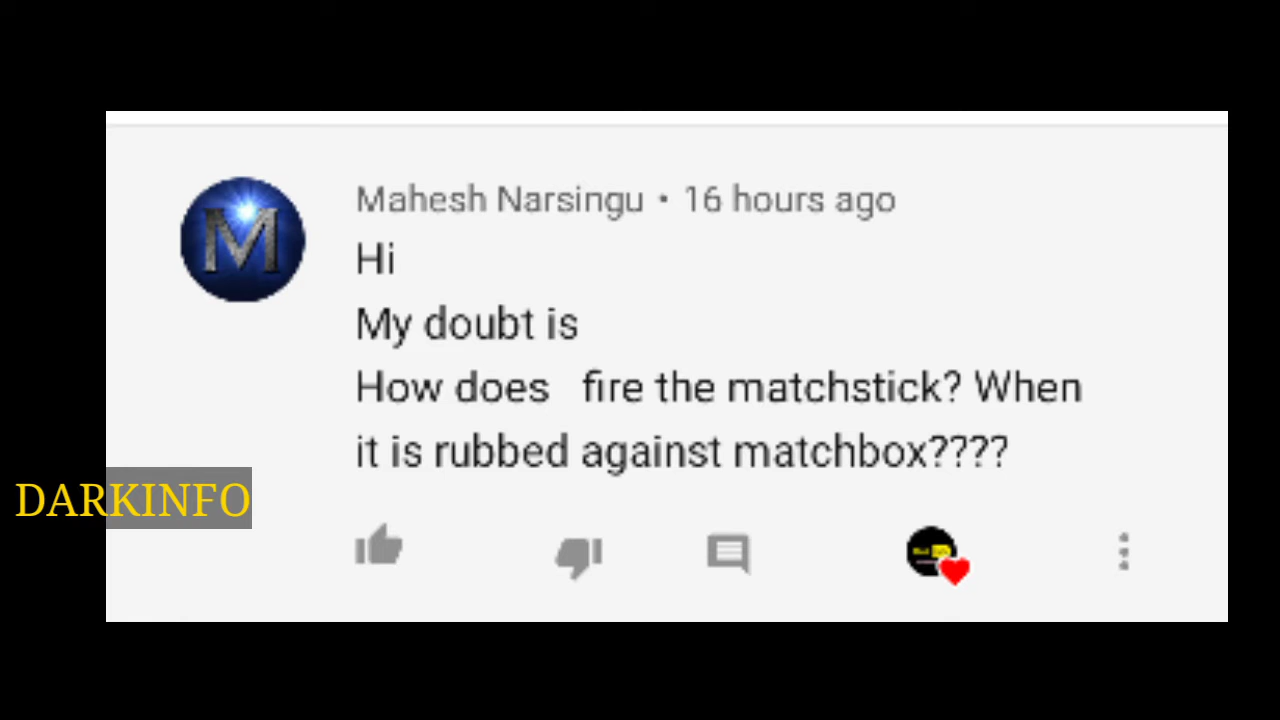 Mahesh Narsingu • 16 hours ago
Hi
My doubt is
How does fire the matchstick? When
it is rubbed against matchbox????
DARKINFO
M